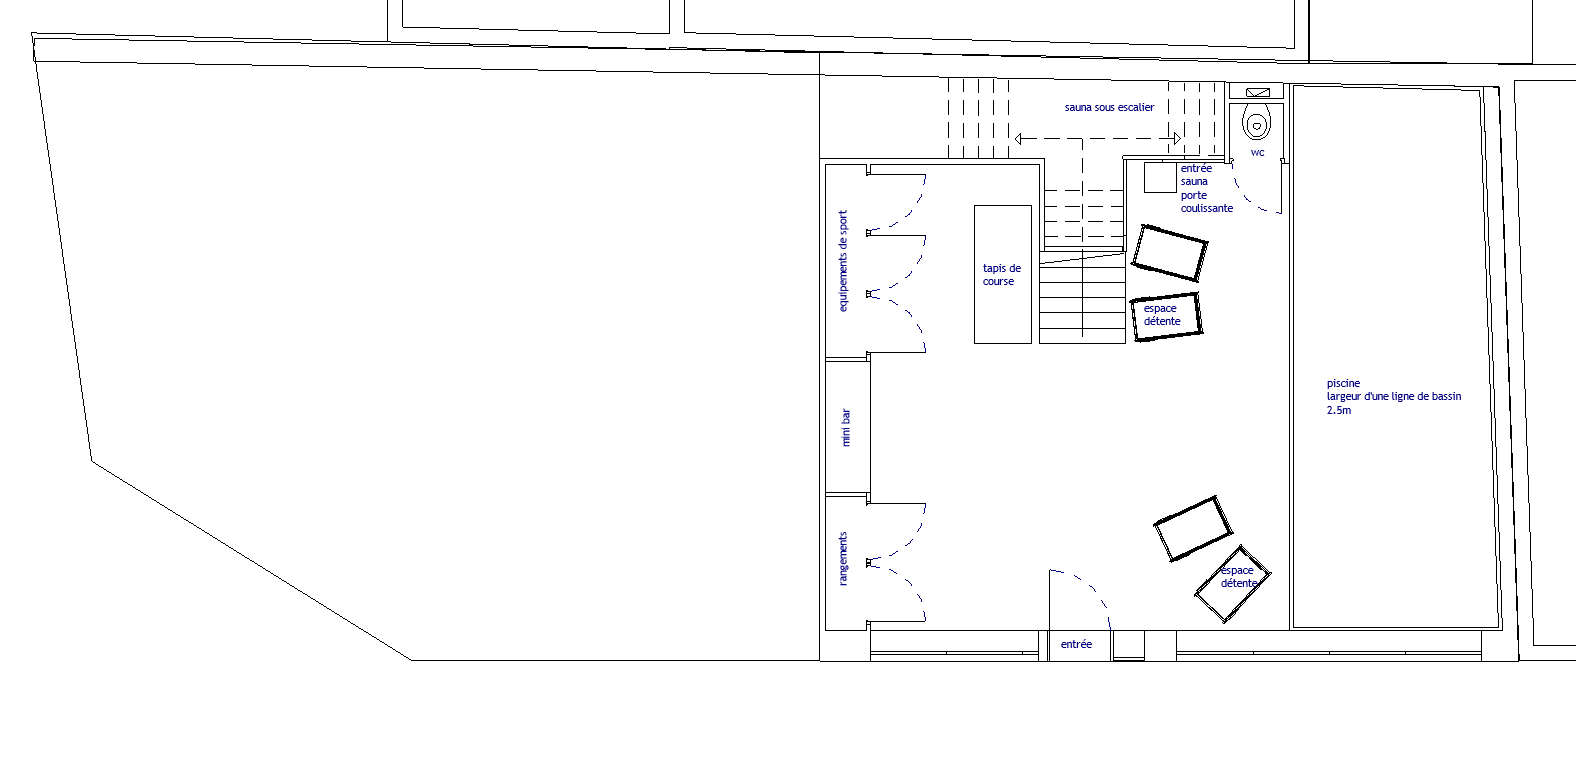 sauna sous escalier
wc
entrée
sauna
porte
coulissante
equipements de sport
tapis de
course
espace
détente
piscine
largeur d'une ligne de bassin
2.5m
mini bar
rangements
espace
détente
entrée